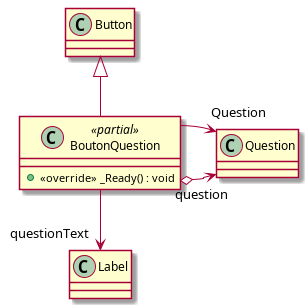 C Button
Question
C «partial»
BoutonQuestion
C Question
«override» _Ready() : void
question
questionText
C Label